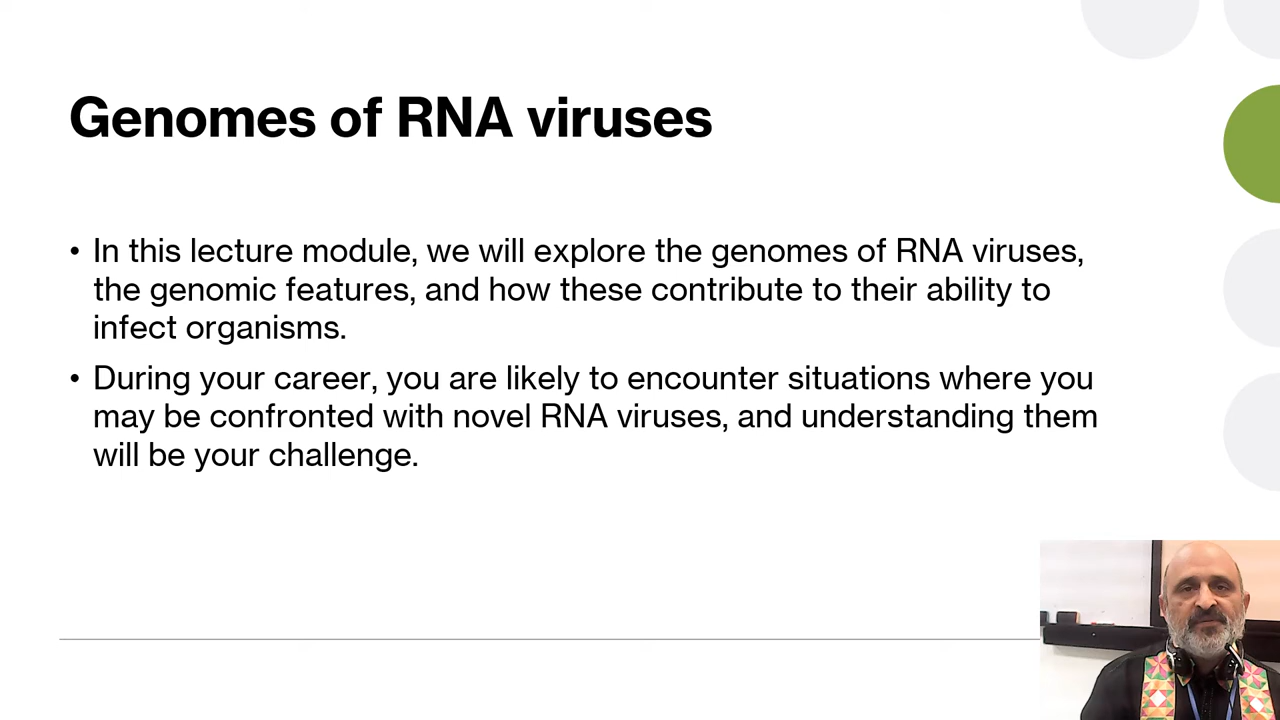 Genomes of RNA viruses
• In this lecture module, we will explore the genomes of RNA viruses,
the genomic features, and how these contribute to their ability to
infect organisms.
• During your career, you are likely to encounter situations where you
may be confronted with novel RNA viruses, and understanding them
will be your challenge.